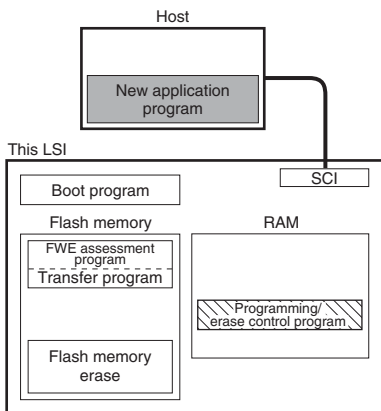 Host
New application
program
This LSI
SCI
Boot program
Flash memory
RAM
FWE assessment
program
Transfer program
Programming/
erase control program
Flash memory
erase